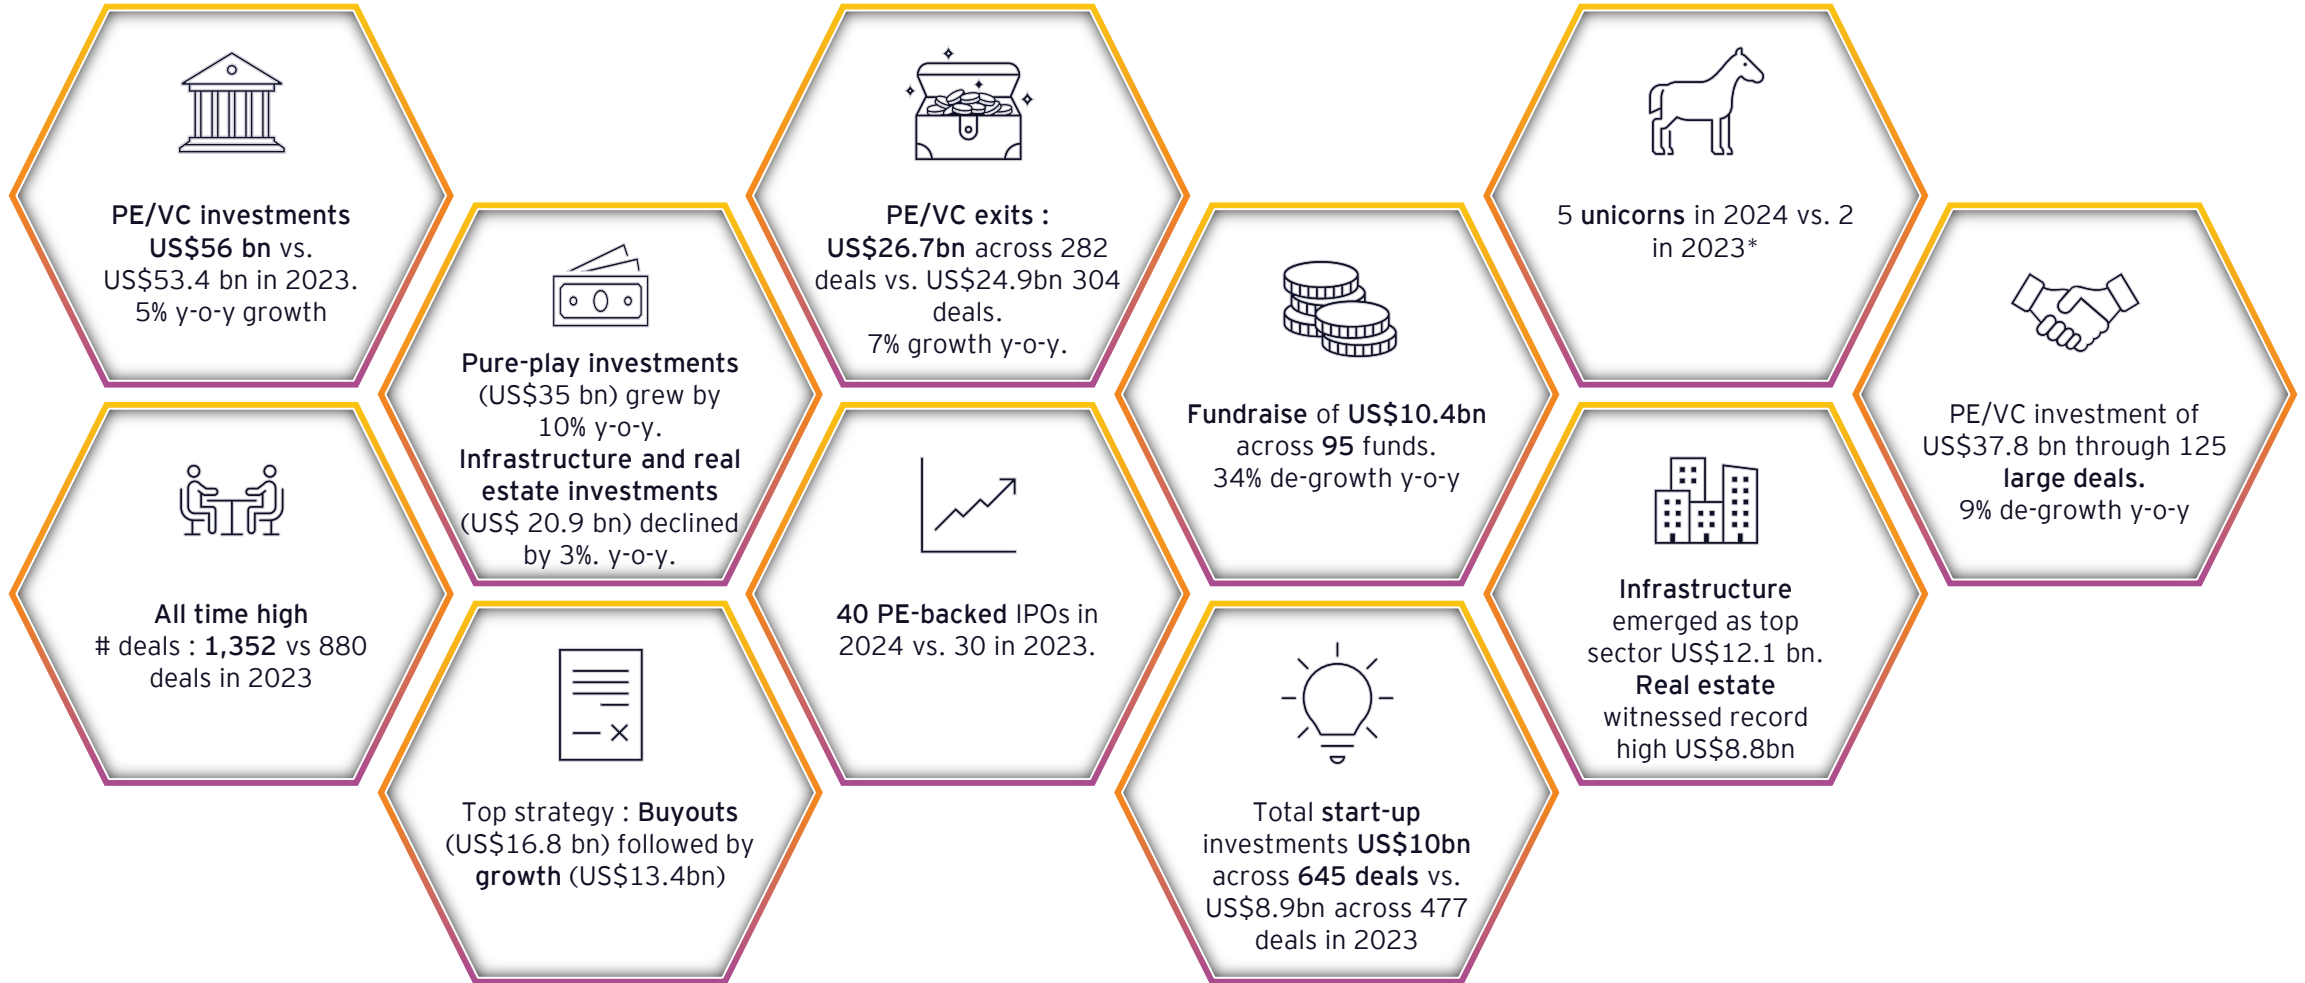 PE/VC investments
US$56 bn vs.
US$53.4 bn in 2023.
5% y-o-y growth
All time high
# deals : 1,352 vs 880
deals in 2023
Pure-play investments
(US$35 bn) grew by
10% y-o-y.
Infrastructure and real
estate investments
(US$ 20.9 bn) declined
by 3%. y-o-y.
Top strategy : Buyouts
(US$16.8 bn) followed by
growth (US$13.4bn)
PE/VC exits :
US$26.7bn across 282
deals vs. US$24.9bn 304
deals.
7% growth y-o-y.
40 PE-backed IPOs in
2024 vs. 30 in 2023.
Fundraise of US$10.4bn
across 95 funds.
34% de-growth y-o-y
Total start-up
investments US$10bn
across 645 deals vs.
US$8.9bn across 477
deals in 2023
5 unicorns in 2024 vs. 2
in 2023*
Infrastructure
emerged as top
sector US$12.1 bn.
Real estate
witnessed record
high US$8.8bn
PE/VC investment of
US$37.8 bn through 125
large deals.
9% de-growth y-o-y